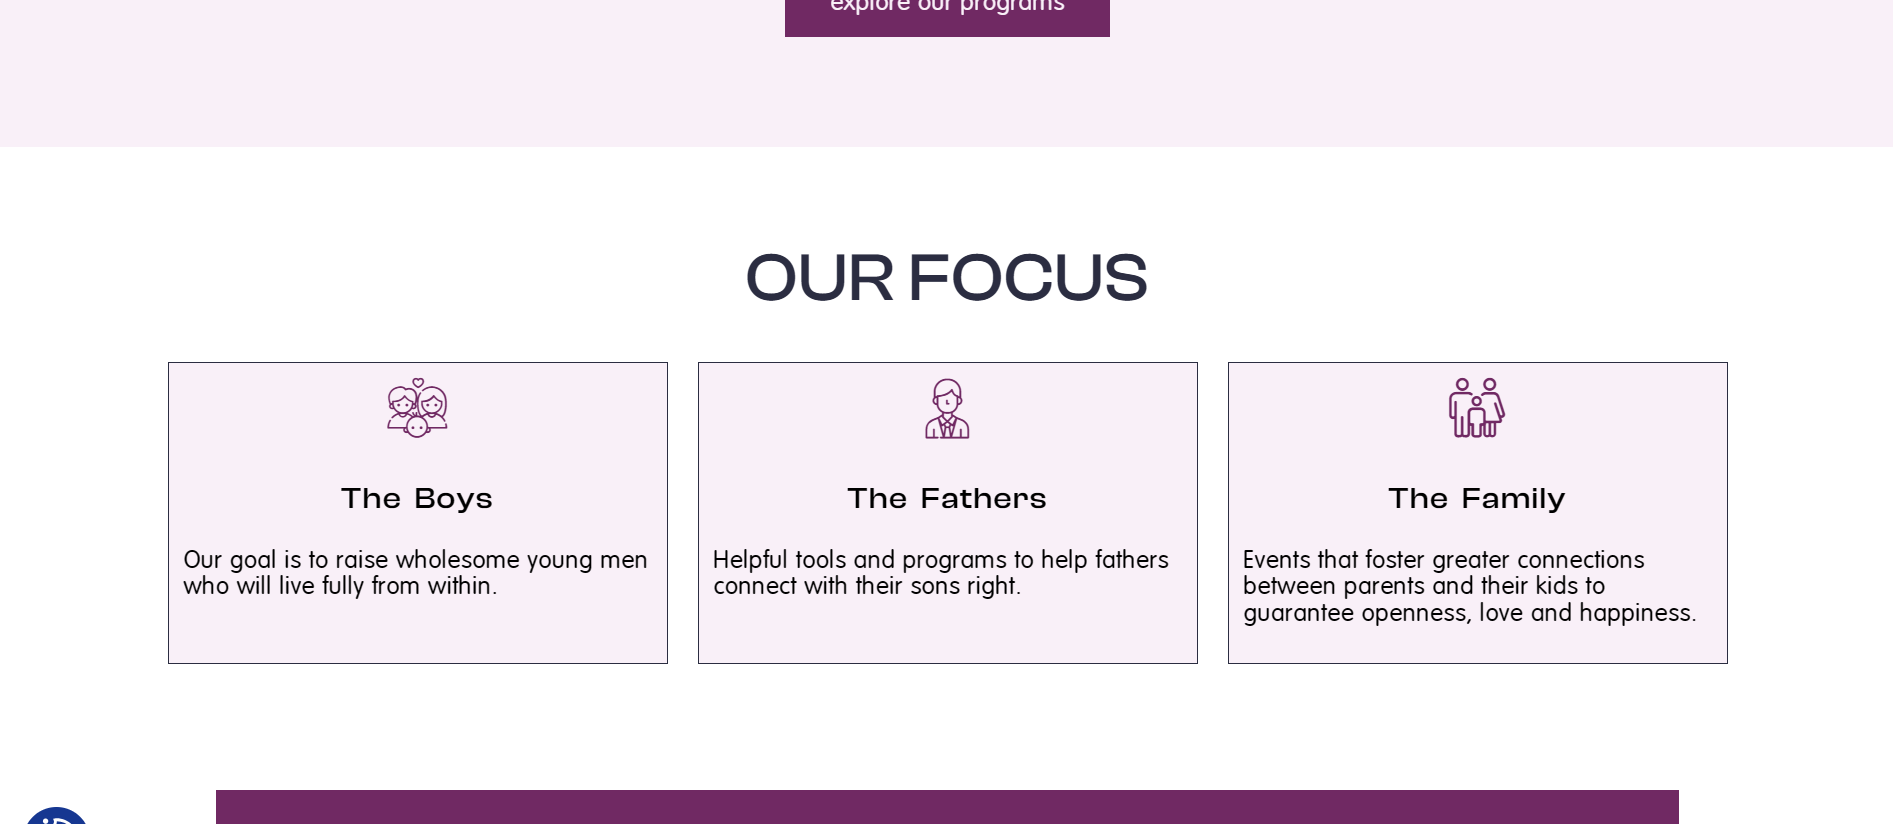 explore our programs
OUR FOCUS
The Boys
Our goal is to raise wholesome young men
who will live fully from within.
The Fathers
Helpful tools and programs to help fathers
connect with their sons right.
The Family
Events that foster greater connections
between parents and their kids to
guarantee openness, love and happiness.